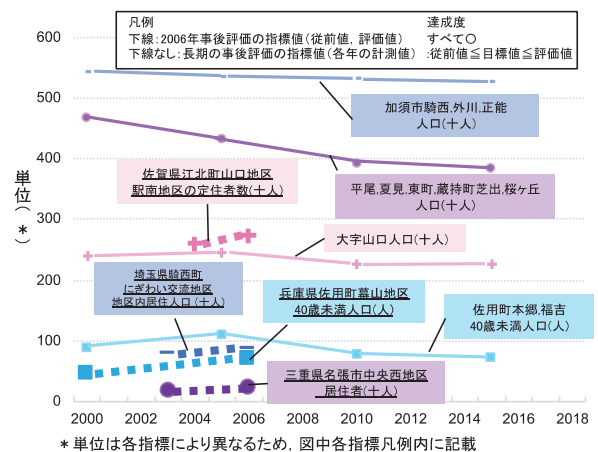 凡例
達成度
下線：2006年事後評価の指標値（従前値，評価値）
すべて○
下線なし：長期の事後評価の指標値（各年の計測値）
：従前値≦目標値≦評価値
600
500
400
300
200
100
0
単位（*）
加須市騎西,外川,正能
人口（十人）
佐賀県江北町山口地区
駅南地区の定住者数（十人）
平尾,夏見,東町,蔵持町芝出,桜ヶ丘
人口（十人）
大字山口人口（十人）
埼玉県騎西町
にぎわい交流地区
地区内居住人口（十人）
兵庫県佐用町幕山地区
40歳未満人口（人）
佐用町本郷,福吉
40歳未満人口（人）
三重県名張市中央西地区
居住者（十人）
2000
2002
2004
2006
2008
2010
2012
2014
2016
2018
＊単位は各指標により異なるため，図中各指標凡例内に記載